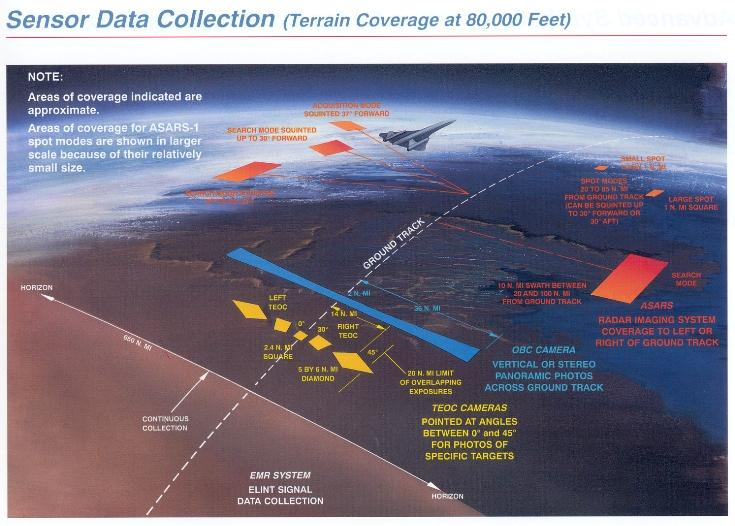 Sensor Data Collection (Terrain Coverage at 80,000 Feet)
NOTE:
Areas of coverage indicated are
approximate.
Areas of coverage for ASARS-1
spot modes are shown in larger
scale because of their relatively
small size.
ACQUISITION MODE
SQUINTED 37° FORWARD
SEARCH MODE SQUINTED
UP TO 30° FORWARD
SMALL SPOT
SPOT MODES
20 TO 85 N. MI
FROM GROUND TRACK
(CAN BE SQUINTED UP
TO 30° FORWARD OR
30° AFT)
LARGE SPOT
1 N. MI SQUARE
GROUND TRACK
SEARCH
MODE
10 N. MI SWATH BETWEEN
20 AND 100 N. MI
FROM GROUND TRACK
ASARS
RADAR IMAGING SYSTEM
COVERAGE TO LEFT OR
RIGHT OF GROUND TRACK
HORIZON
2 N. MI
36 N. MI
LEFT
TEOC
14 N. MI
0°
30°
RIGHT
TEOC
2.4 N. MI
SQUARE
45°
5 BY 6 N. MI
DIAMOND
20 N. MI LIMIT
OF OVERLAPPING
EXPOSURES
OBC CAMERA
VERTICAL OR STEREO
PANORAMIC PHOTOS
ACROSS GROUND TRACK
650 N. MI
TEOC CAMERAS
POINTED AT ANGLES
BETWEEN 0° and 45°
FOR PHOTOS OF
SPECIFIC TARGETS
CONTINUOUS
COLLECTION
EMR SYSTEM
ELINT SIGNAL
DATA COLLECTION
HORIZON